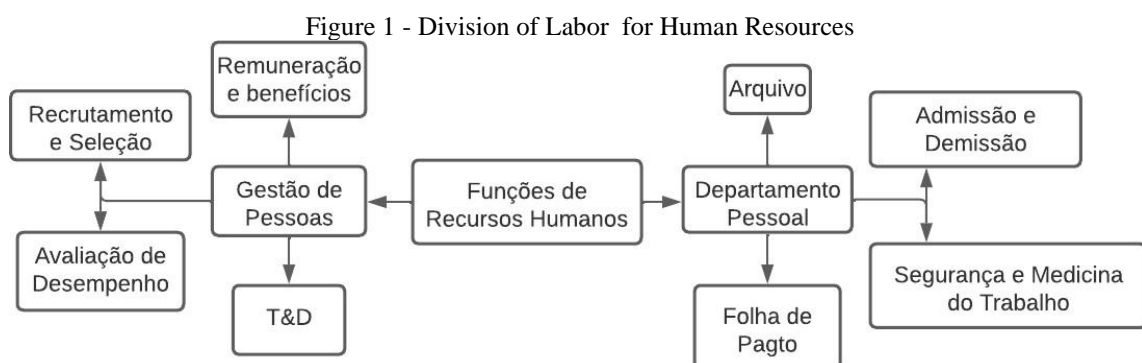 Figure 1 - Division of Labor for Human Resources
Remuneração
e benefícios
Recrutamento
e Seleção
Gestão de
Pessoas
Avaliação de
Desempenho
T&D
Funções de
Recursos Humanos
Arquivo
Admissão e
Demissão
Departamento
Pessoal
Segurança e Medicina
do Trabalho
Folha de
Pagto